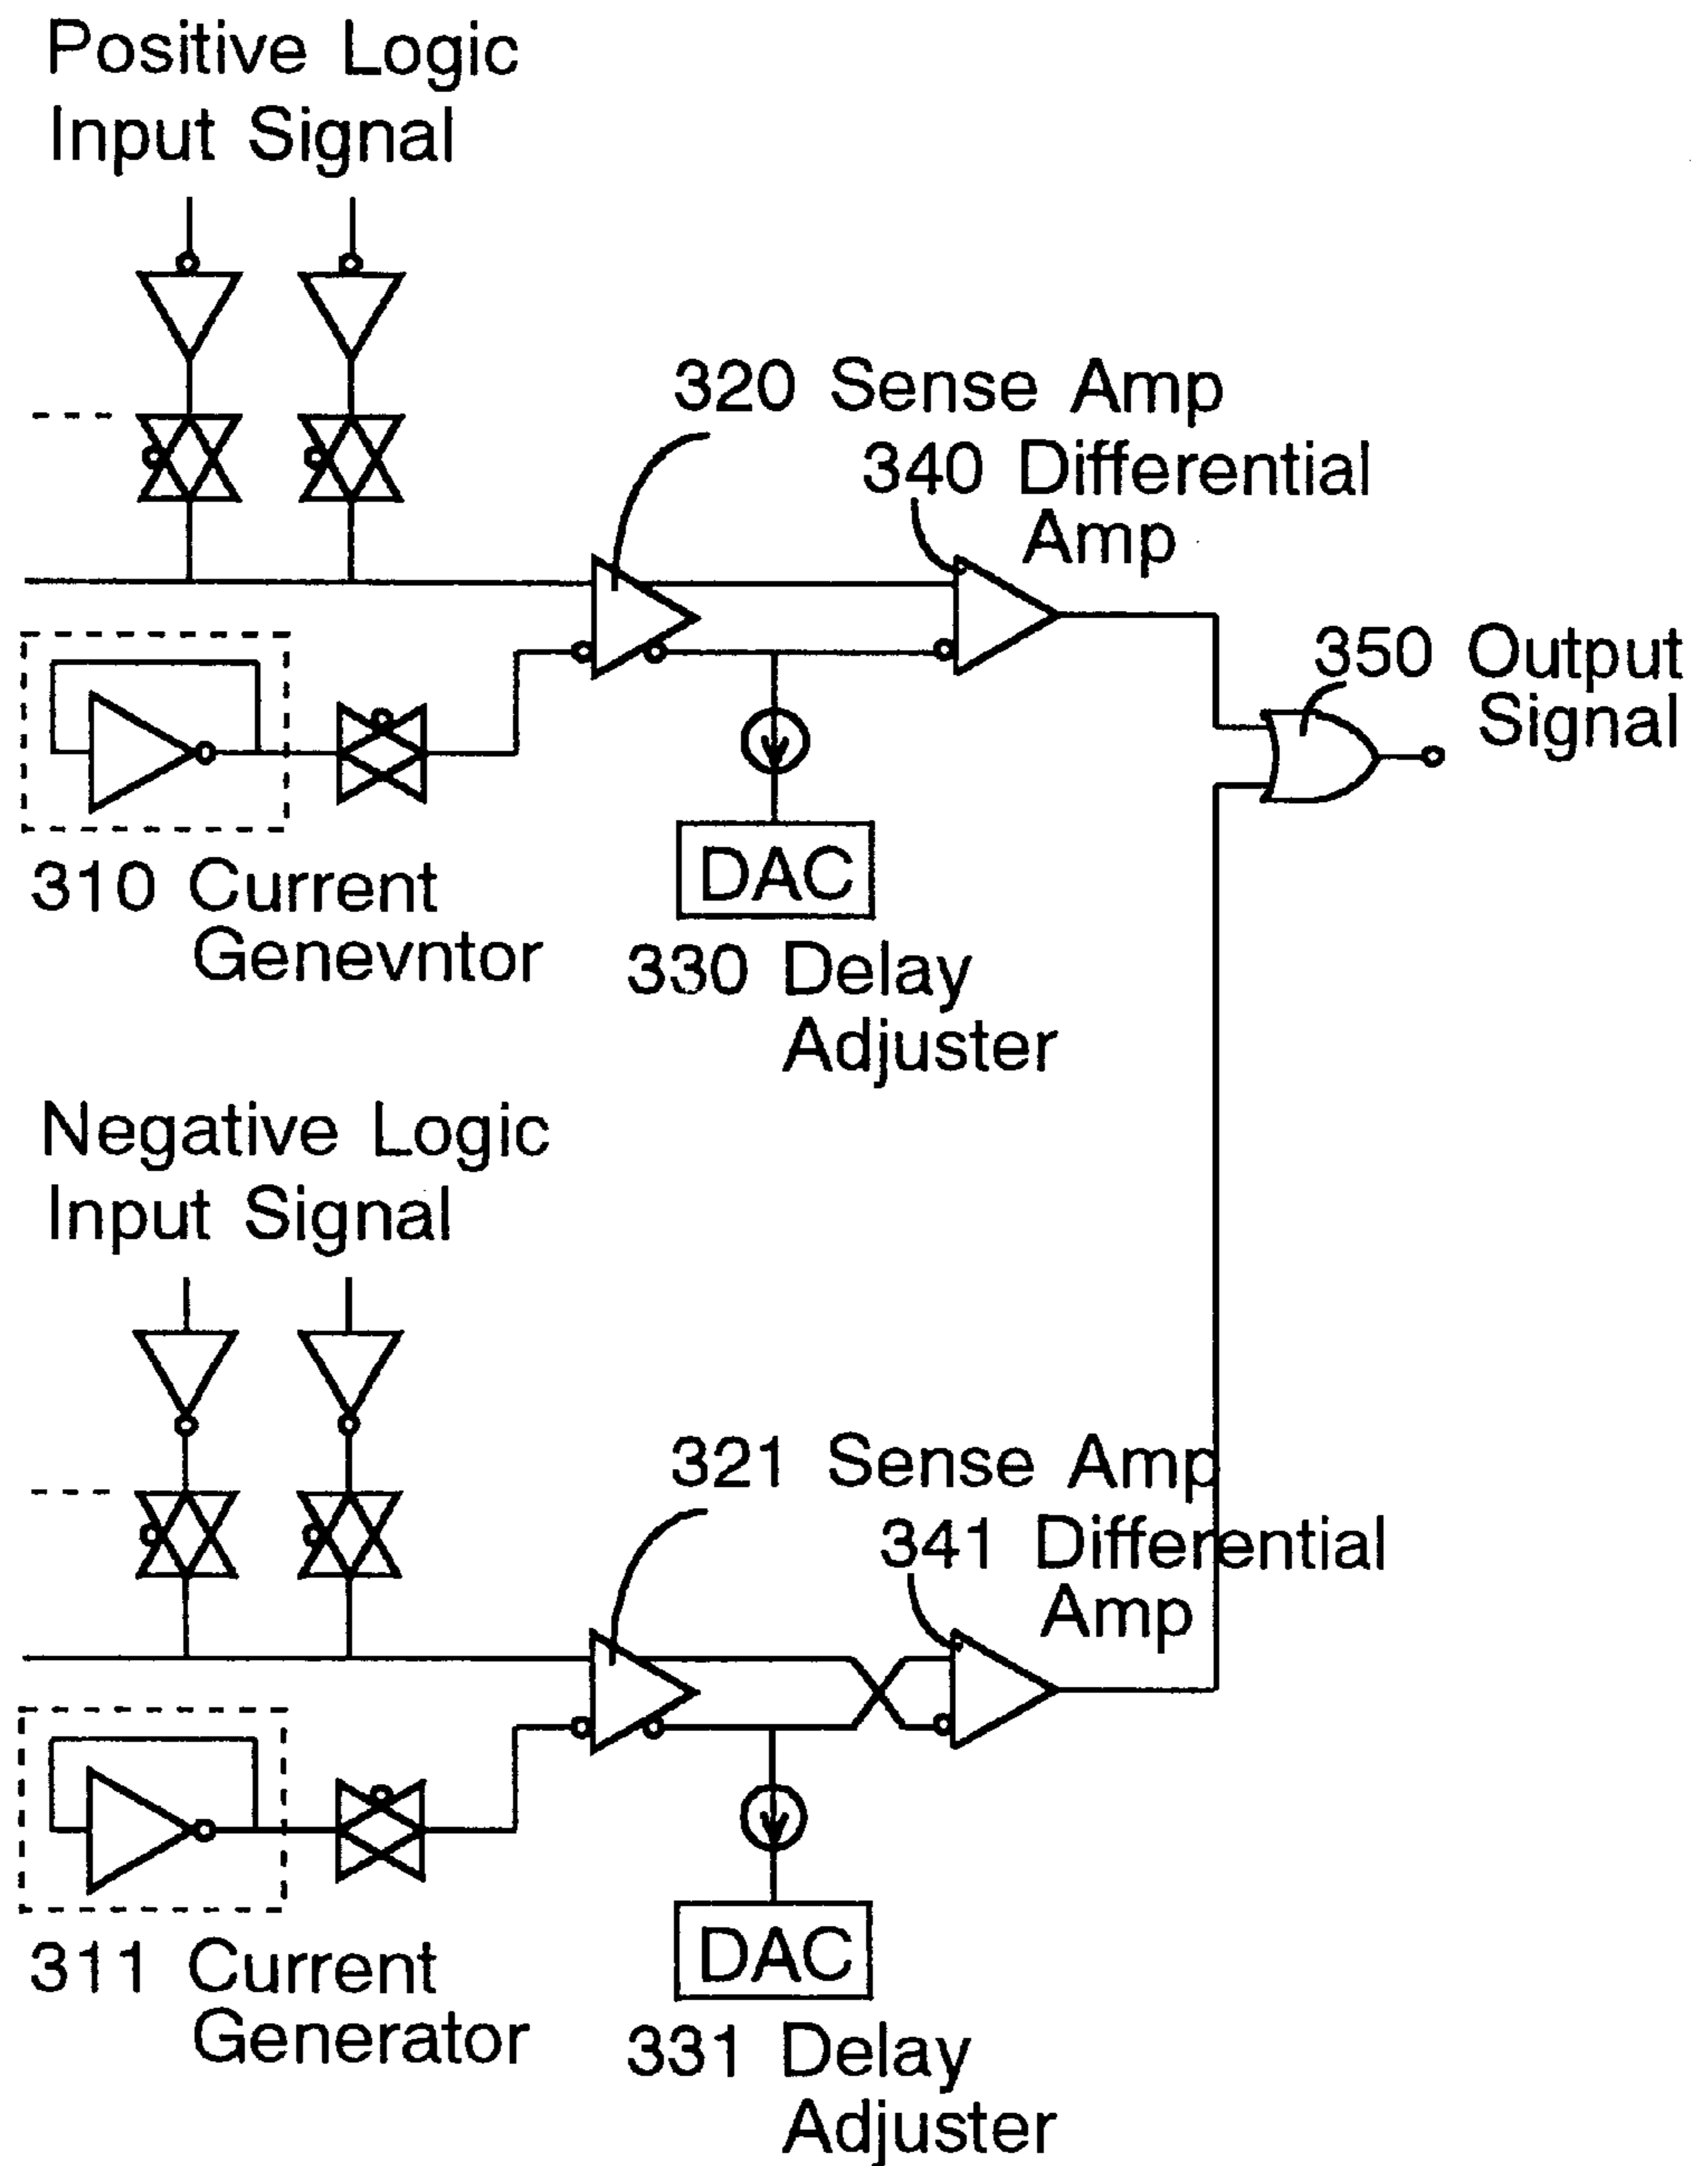 Positive Logic
Input Signal
320 Sense Amp
340 Differential
Amp
350 Output
Signal
310 Current
Genevntor
DAC
330 Delay
Adjuster
Negative Logic
Input Signal
321 Sense Amp
341 Differential
Amp
311 Current
Generator
DAC
331 Delay
Adjuster